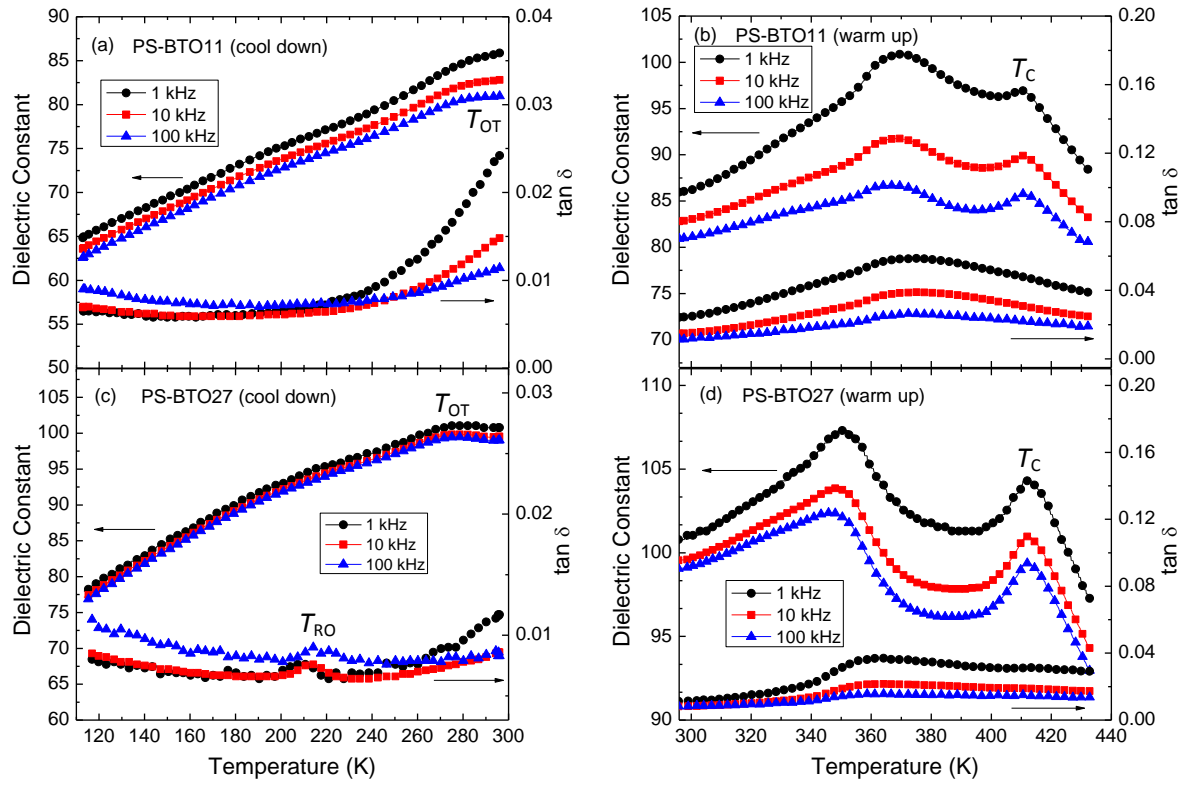 (a) PS-BTO11 (cool down)
1 kHz
10 kHz
100 kHz
T_OT
Dielectric Constant
50
55
60
65
70
75
80
85
90
tan δ
0.00
0.01
0.02
0.03
0.04
(b) PS-BTO11 (warm up)
1 kHz
10 kHz
100 kHz
T_C
Dielectric Constant
70
75
80
85
90
95
100
105
tan δ
0.00
0.04
0.08
0.12
0.16
0.20
(c) PS-BTO27 (cool down)
T_OT
1 kHz
10 kHz
100 kHz
T_RO
Dielectric Constant
60
65
70
75
80
85
90
95
100
tan δ
0.00
0.01
0.02
0.03
120 140 160 180 200 220 240 260 280 300
Temperature (K)
(d) PS-BTO27 (warm up)
T_C
1 kHz
10 kHz
100 kHz
Dielectric Constant
90
95
100
105
110
tan δ
0.00
0.04
0.08
0.12
0.16
0.20
300 320 340 360 380 400 420 440
Temperature (K)